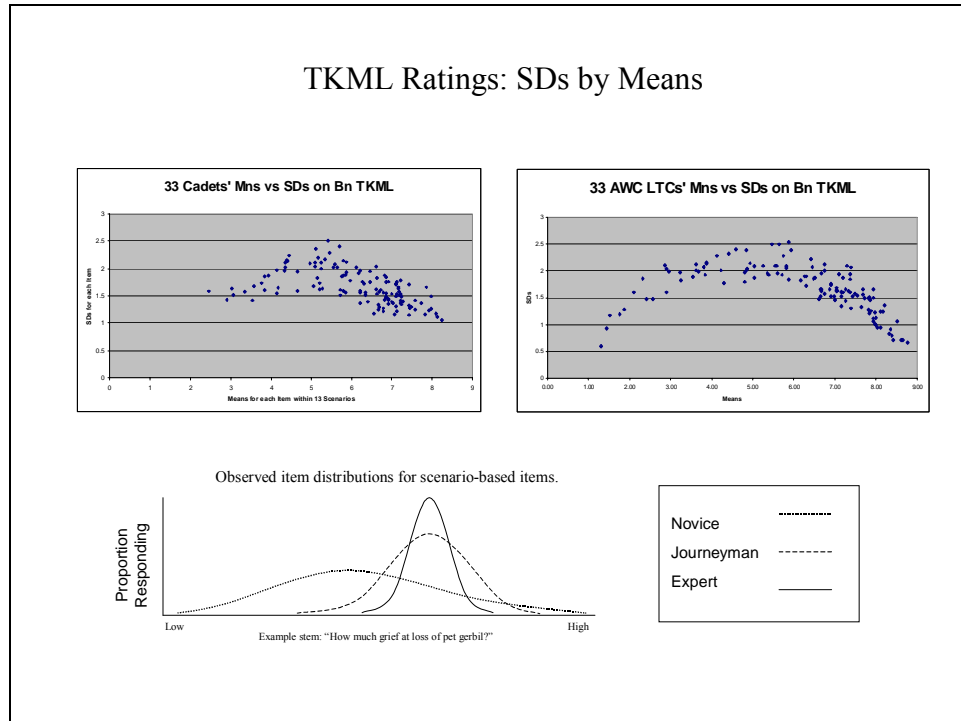 TKML Ratings: SDs by Means
33 Cadets' Mns vs SDs on Bn TKML
3
2.5
2
1.5
1
0.5
0
SDs for each Item
0 1 2 3 4 5 6 7 8 9
Means for each Item within 13 Scenarios
33 AWC LTCs' Mns vs SDs on Bn TKML
3
2.5
2
1.5
1
0.5
0
SDs
0.00 1.00 2.00 3.00 4.00 5.00 6.00 7.00 8.00 9.00
Means
Observed item distributions for scenario-based items.
Proportion
Responding
Low High
Example stem: “How much grief at loss of pet gerbil?”
Novice
Journeyman
Expert